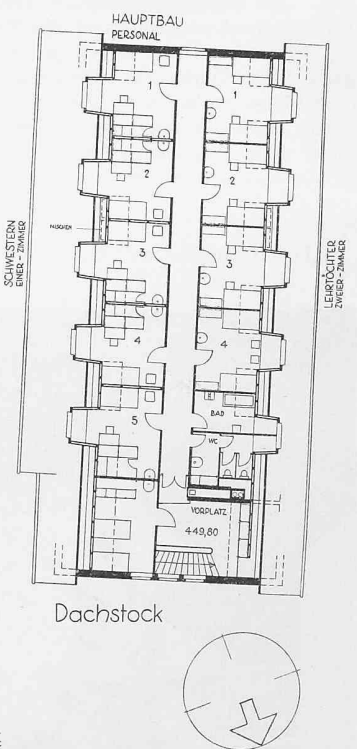 HAUPTBAU
PERSONAL
1
1
2
2
SCHWESTERN
EINER-ZIMMER
NISCHEN
3
3
LEHRTÖCHTER
ZWEIER-ZIMMER
4
4
5
BAD
WC
VORPLATZ
449,80
Dachstock